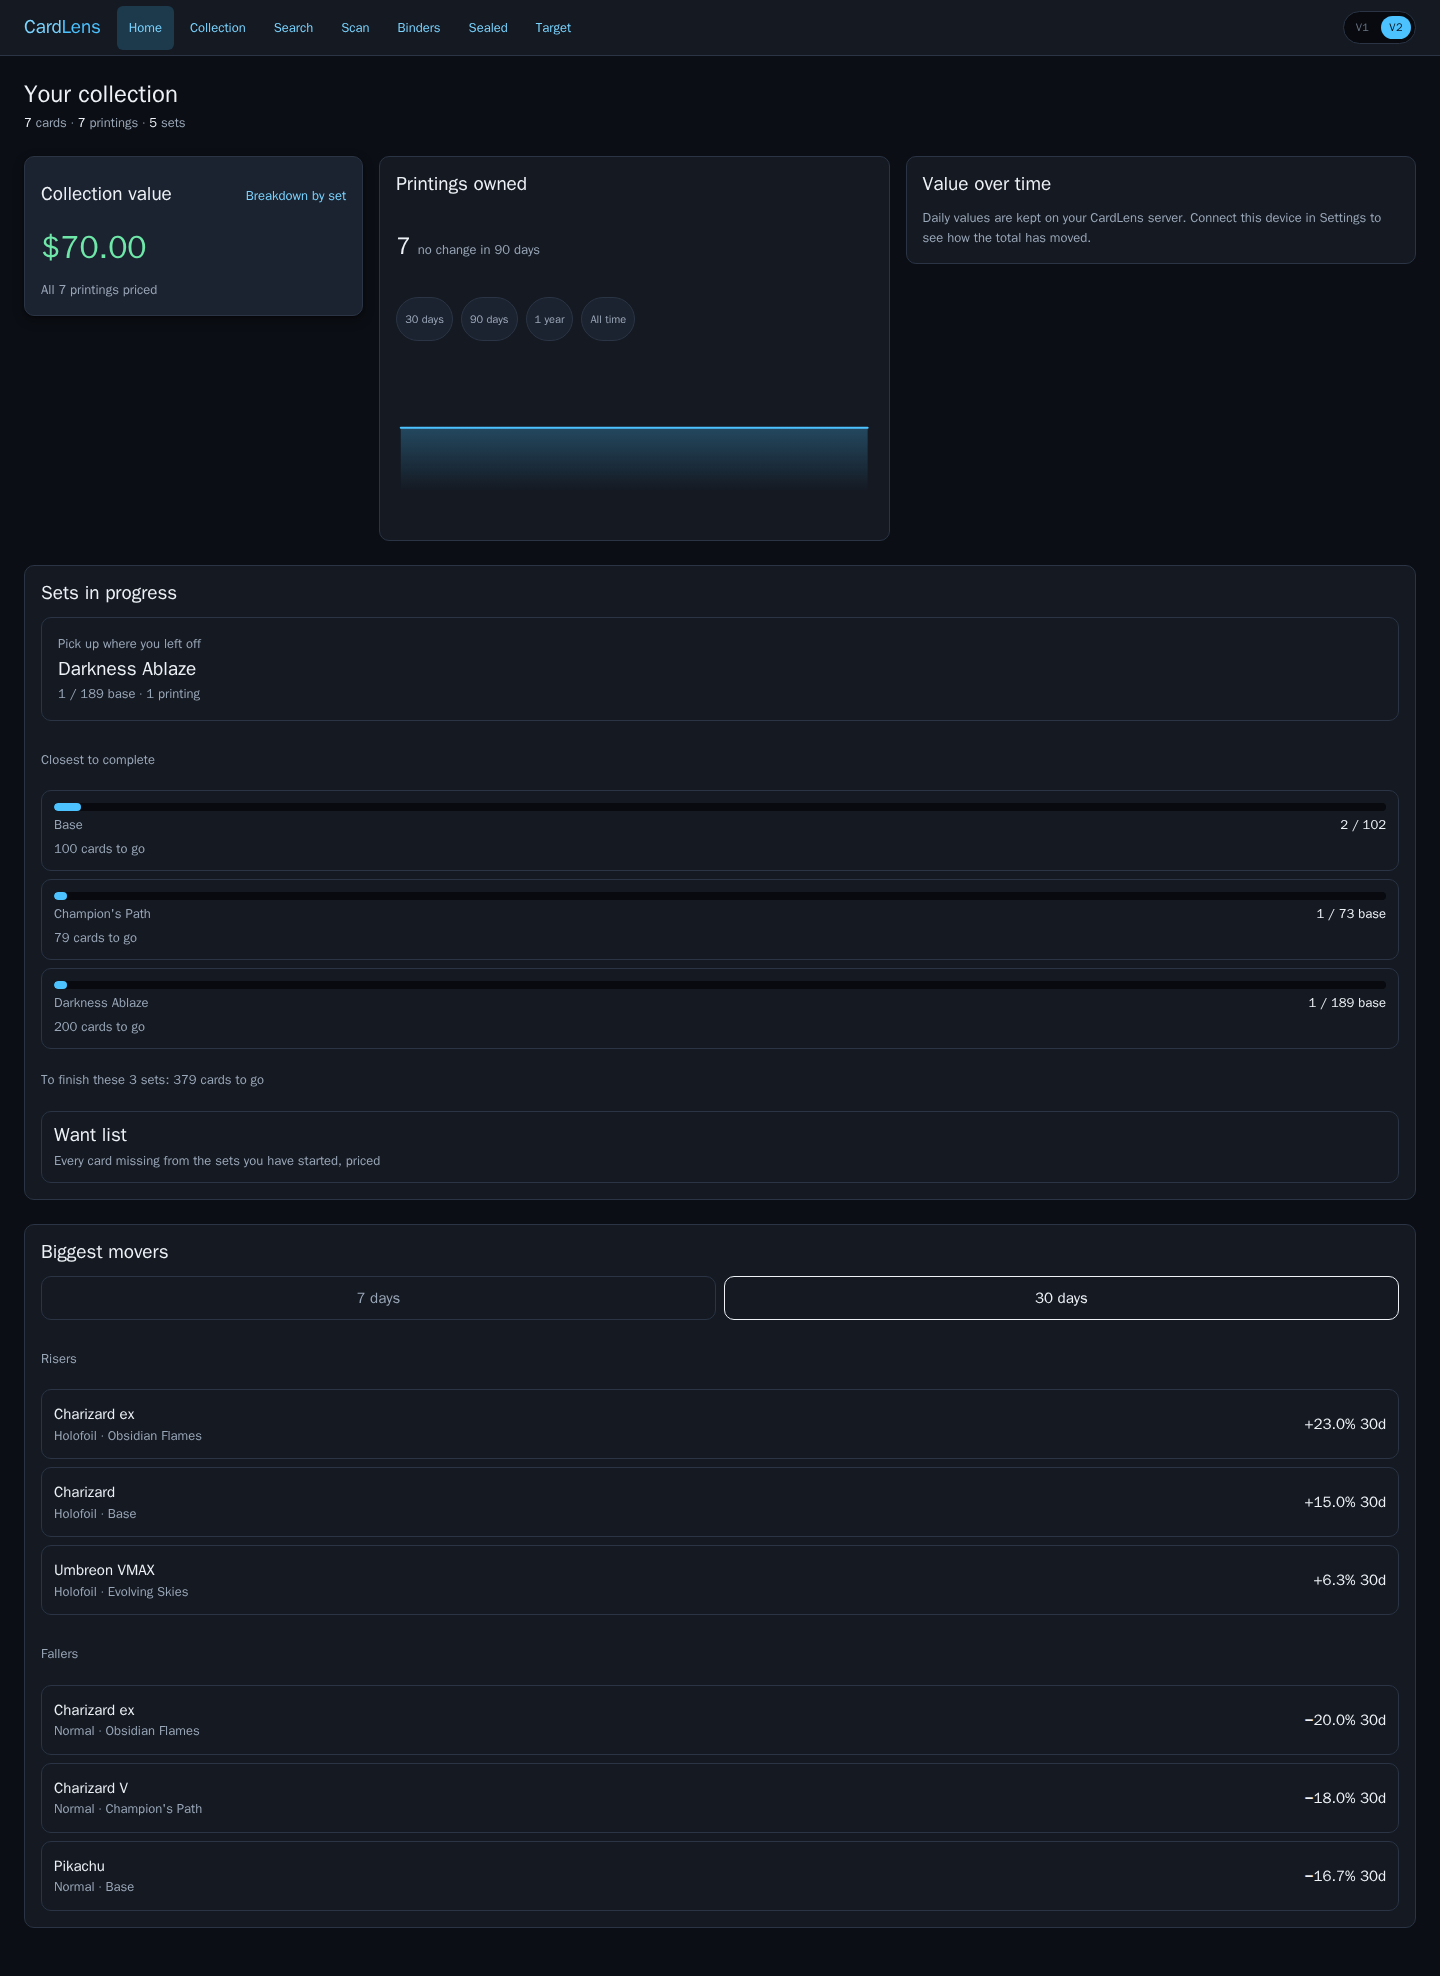 CardLens
Home
Collection
Search
Scan
Binders
Sealed
Target
V1
V2
Your collection
7 cards · 7 printings · 5 sets
Collection value
Breakdown by set
$70.00
All 7 printings priced
Printings owned
7 no change in 90 days
30 days
90 days
1 year
All time
Value over time
Daily values are kept on your CardLens server. Connect this device in Settings to
see how the total has moved.
Sets in progress
Pick up where you left off
Darkness Ablaze
1 / 189 base · 1 printing
Closest to complete
Base
2 / 102
100 cards to go
Champion's Path
1 / 73 base
79 cards to go
Darkness Ablaze
1 / 189 base
200 cards to go
To finish these 3 sets: 379 cards to go
Want list
Every card missing from the sets you have started, priced
Biggest movers
7 days
30 days
Risers
Charizard ex
Holofoil · Obsidian Flames
+23.0% 30d
Charizard
Holofoil · Base
+15.0% 30d
Umbreon VMAX
Holofoil · Evolving Skies
+6.3% 30d
Fallers
Charizard ex
Normal · Obsidian Flames
−20.0% 30d
Charizard V
Normal · Champion's Path
−18.0% 30d
Pikachu
Normal · Base
−16.7% 30d